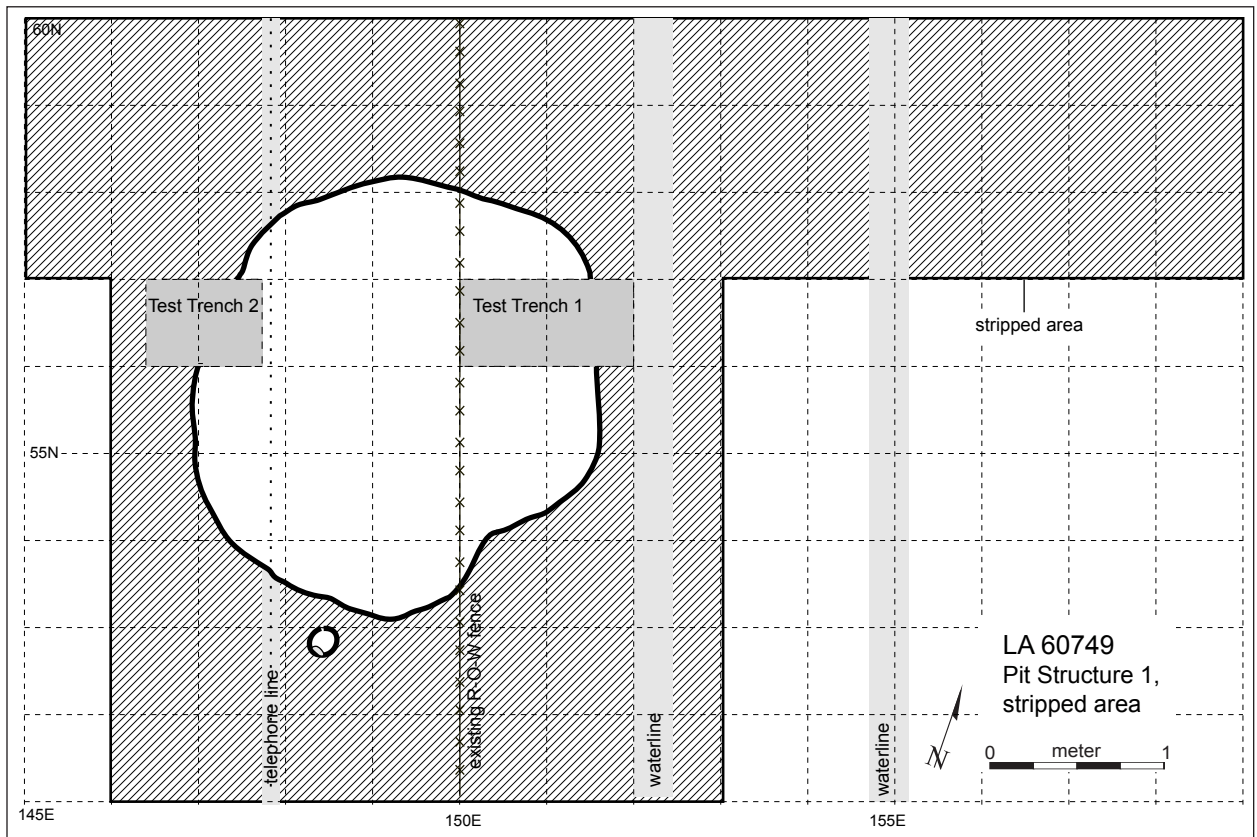 60N
Test Trench 2
Test Trench 1
stripped area
55N
LA 60749
Pit Structure 1,
stripped area
telephone line
existing R-O-W fence
waterline
waterline
N
0 meter 1
145E
150E
155E